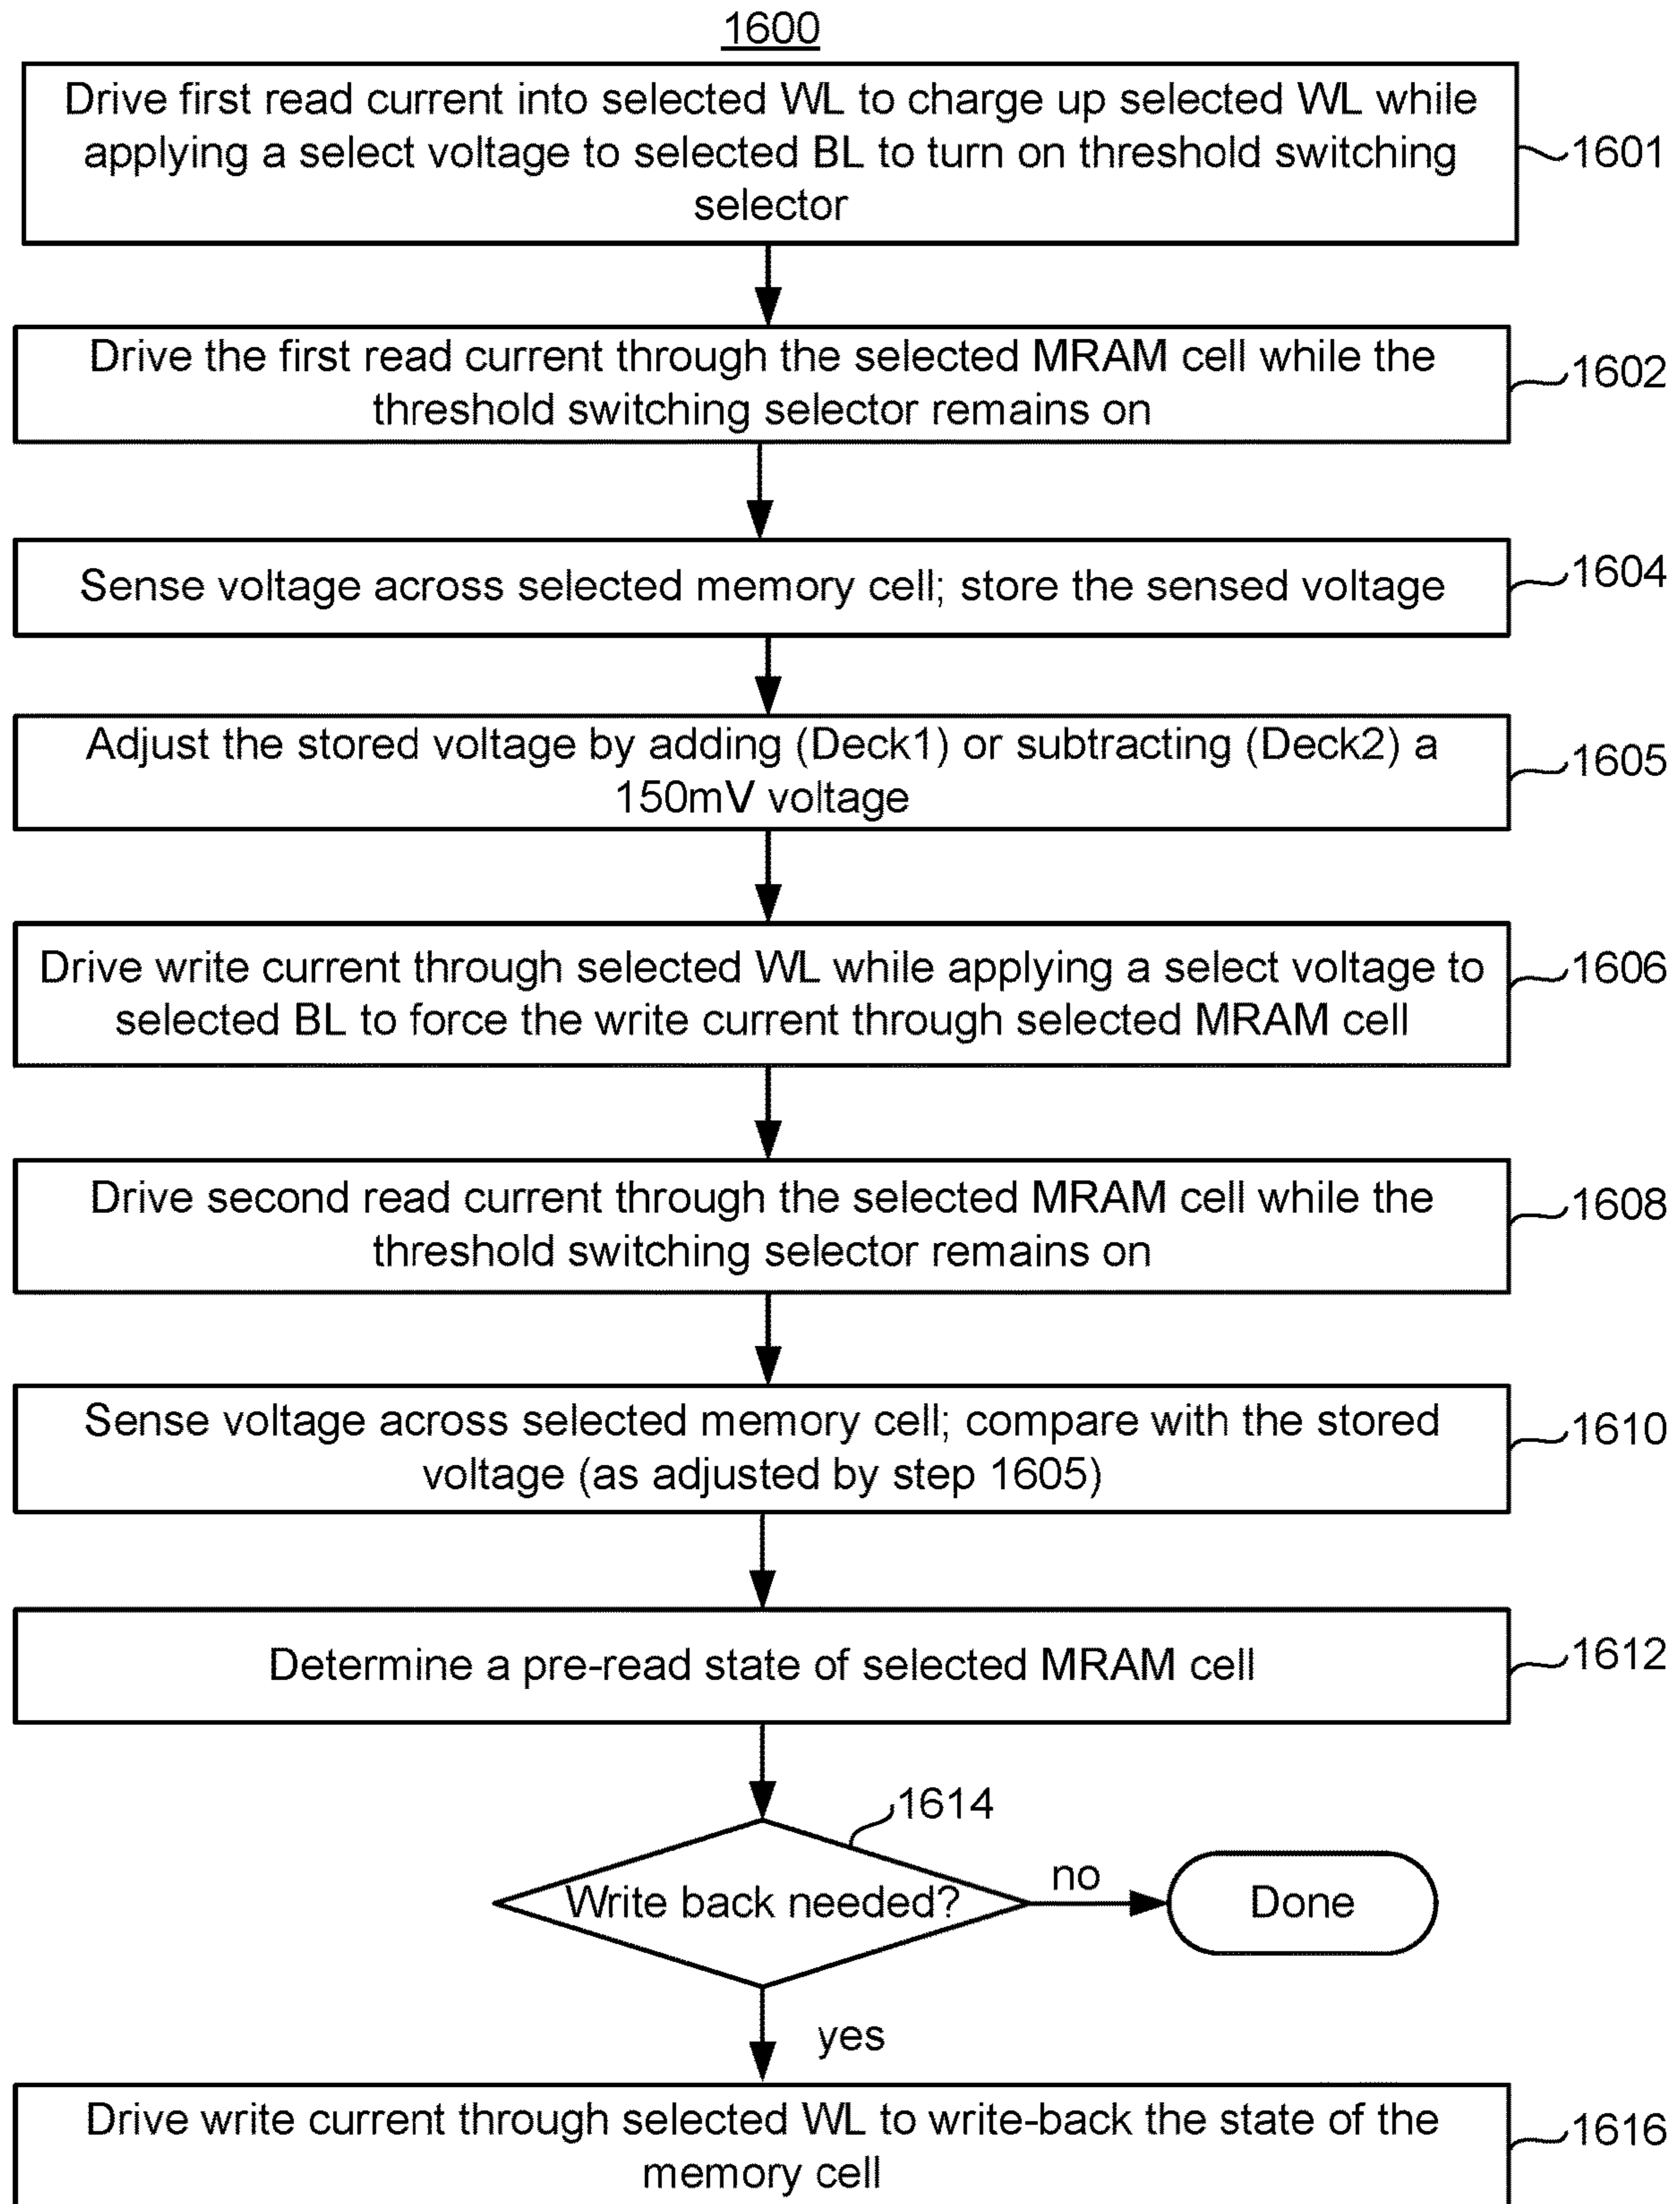 1600
Drive first read current into selected WL to charge up selected WL while
applying a select voltage to selected BL to turn on threshold switching
selector
1601
Drive the first read current through the selected MRAM cell while the
threshold switching selector remains on
1602
Sense voltage across selected memory cell; store the sensed voltage
1604
Adjust the stored voltage by adding (Deck1) or subtracting (Deck2) a
150mV voltage
1605
Drive write current through selected WL while applying a select voltage to
selected BL to force the write current through selected MRAM cell
1606
Drive second read current through the selected MRAM cell while the
threshold switching selector remains on
1608
Sense voltage across selected memory cell; compare with the stored
voltage (as adjusted by step 1605)
1610
Determine a pre-read state of selected MRAM cell
1612
1614
Write back needed?
no
Done
yes
Drive write current through selected WL to write-back the state of the
memory cell
1616